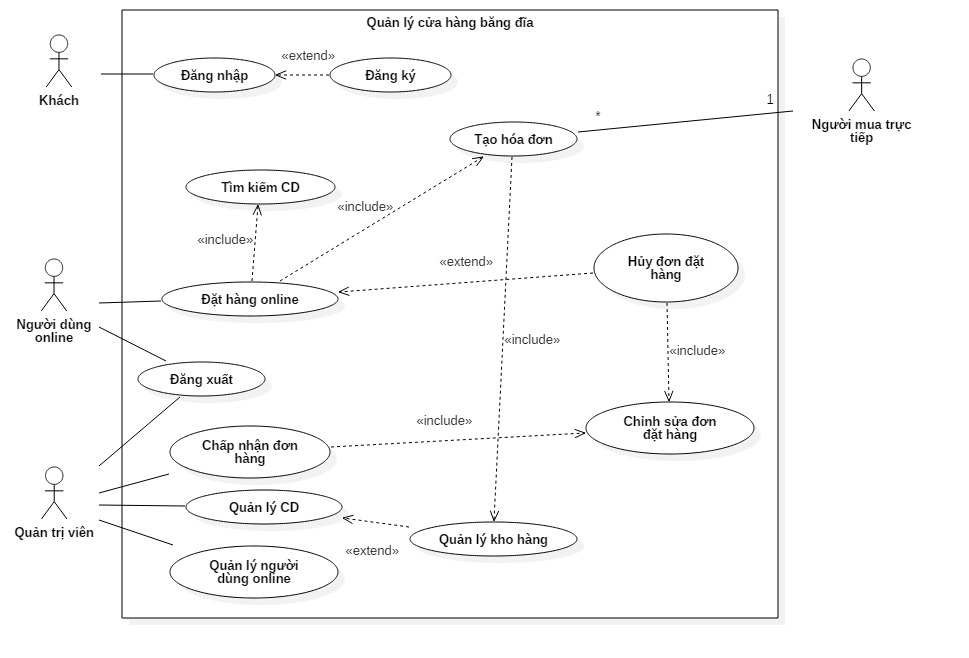 Quản lý cửa hàng băng đĩa
«extend»
Đăng nhập
Đăng ký
Khách
1
*
Người mua trực
tiếp
Tạo hóa đơn
Tìm kiếm CD
«include»
«include»
«extend»
Hủy đơn đặt
hàng
Đặt hàng online
Người dùng
online
«include»
«include»
Đăng xuất
«include»
Chỉnh sửa đơn
đặt hàng
Chấp nhận đơn
hàng
Quản lý CD
Quản trị viên
Quản lý kho hàng
«extend»
Quản lý người
dùng online